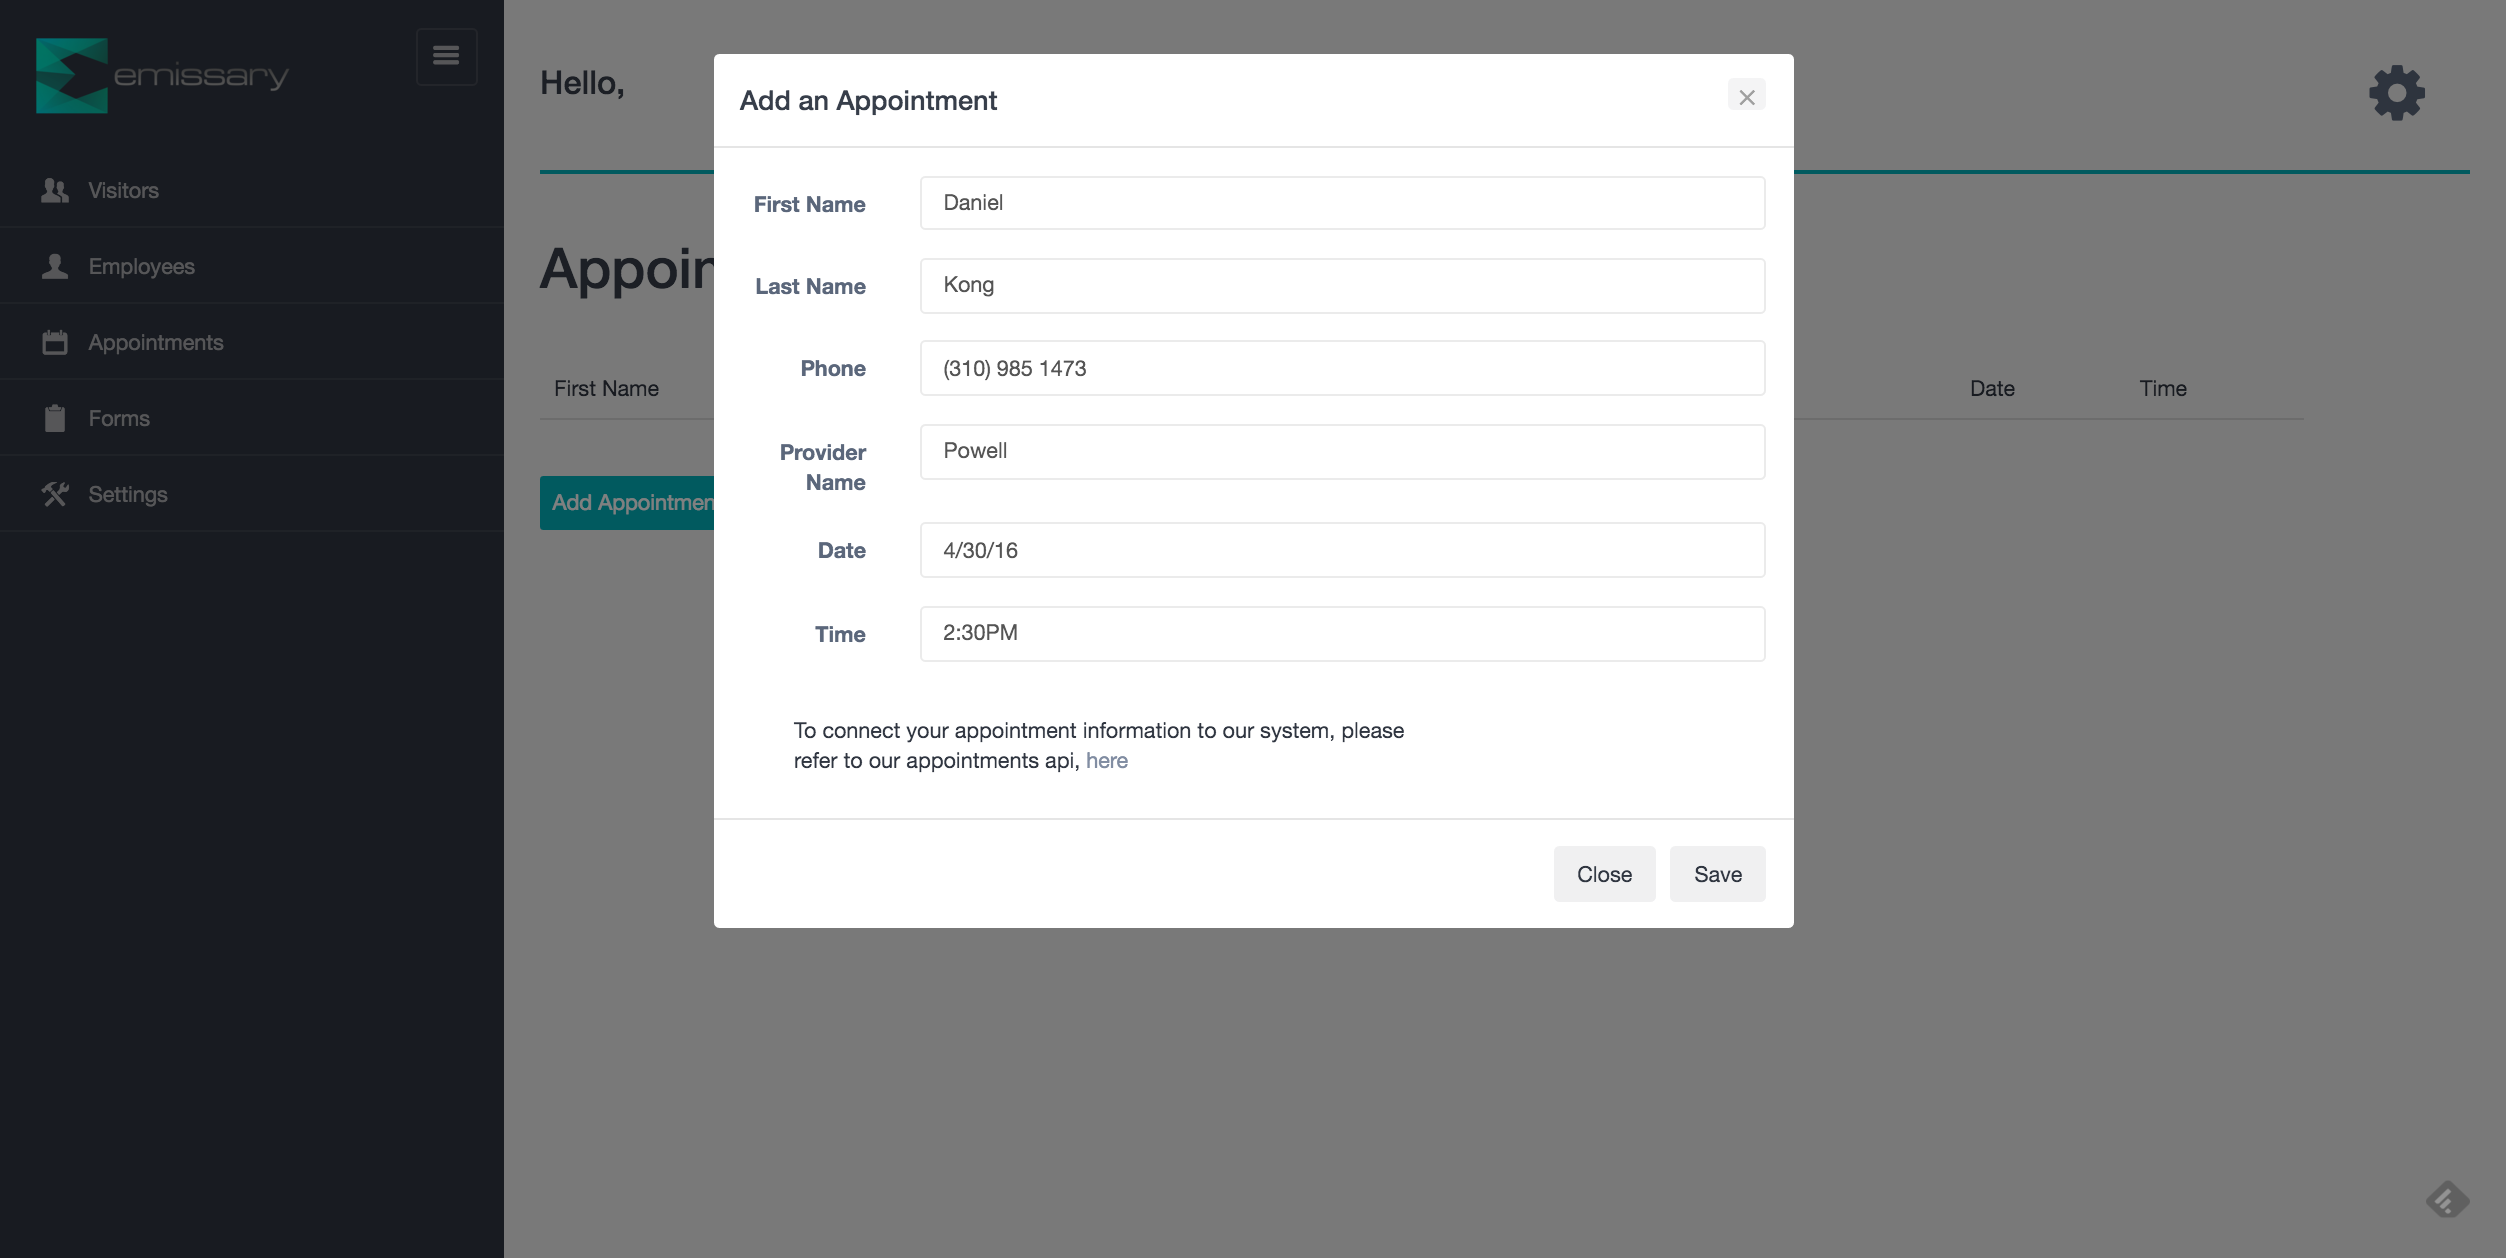 emissary
Visitors
Employees
Appointments
Forms
Settings
Hello,
Appoin
First Name
Date
Time
Add Appointmen
Add an Appointment
First Name
Daniel
Last Name
Kong
Phone
(310) 985 1473
Provider
Name
Powell
Date
4/30/16
Time
2:30PM
To connect your appointment information to our system, please
refer to our appointments api, here
Close
Save